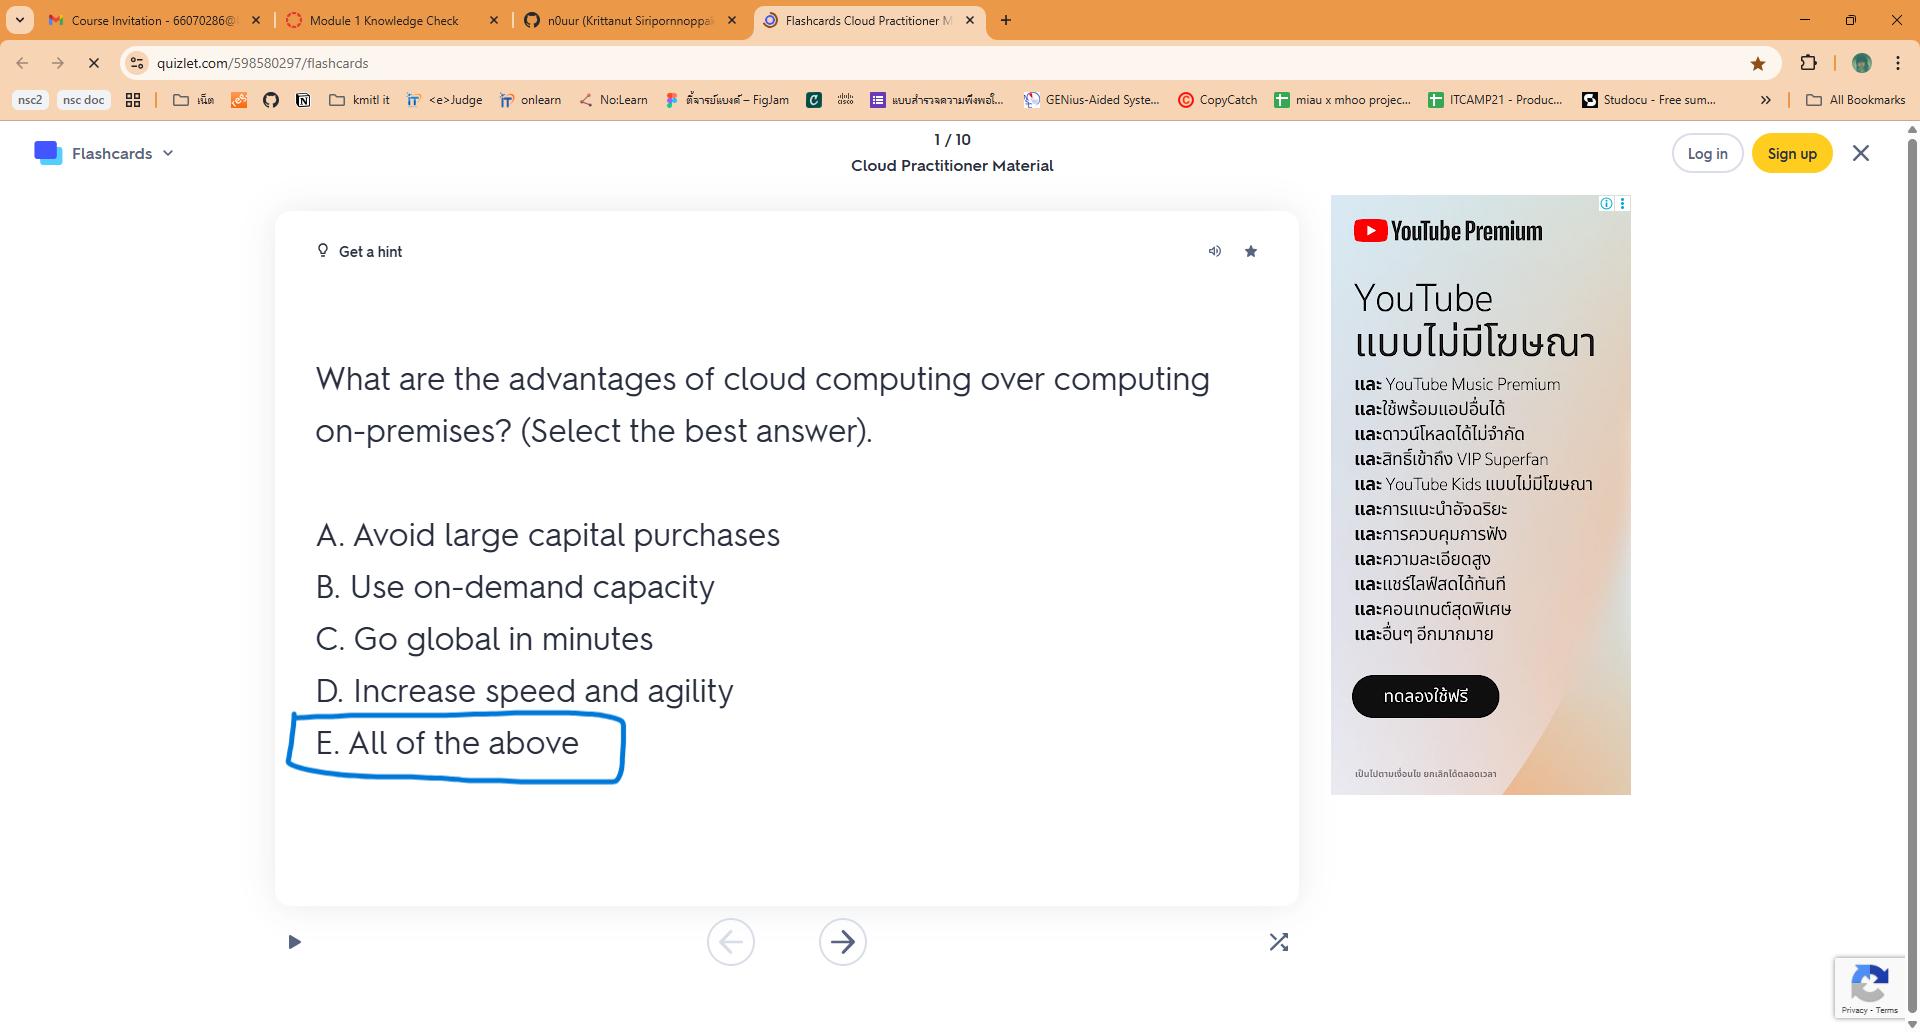 Course Invitation - 66070286@
Module 1 Knowledge Check
n0uur (Krittanut Siripornnoppa
Flashcards Cloud Practitioner M
quizlet.com/598580297/flashcards
nsc2
nsc doc
เน็ต
kmitl it
<e>Judge
onlearn
No:Learn
ติ้จารย์แบงค์ – FigJam
แบบสำรวจความพึงพอใ...
GENius-Aided Syste...
CopyCatch
miau x mhoo projec...
ITCAMP21 - Produc...
Studocu - Free sum...
All Bookmarks
Flashcards
1 / 10
Cloud Practitioner Material
Log in
Sign up
Get a hint
What are the advantages of cloud computing over computing
on-premises? (Select the best answer).
A. Avoid large capital purchases
B. Use on-demand capacity
C. Go global in minutes
D. Increase speed and agility
E. All of the above
YouTube Premium
YouTube
แบบไม่มีโฆษณา
และ YouTube Music Premium
และใช้พร้อมแอปอื่นได้
และดาวน์โหลดได้ไม่จำกัด
และสิทธิ์เข้าถึง VIP Superfan
และ YouTube Kids แบบไม่มีโฆษณา
และการแนะนำอัจฉริยะ
และการควบคุมการฟัง
และความละเอียดสูง
และแชร์ไลฟ์สดได้ทันที
และคอนเทนต์สุดพิเศษ
และอื่นๆ อีกมากมาย
ทดลองใช้ฟรี
เป็นไปตามเงื่อนไข ยกเลิกได้ตลอดเวลา
Privacy - Terms